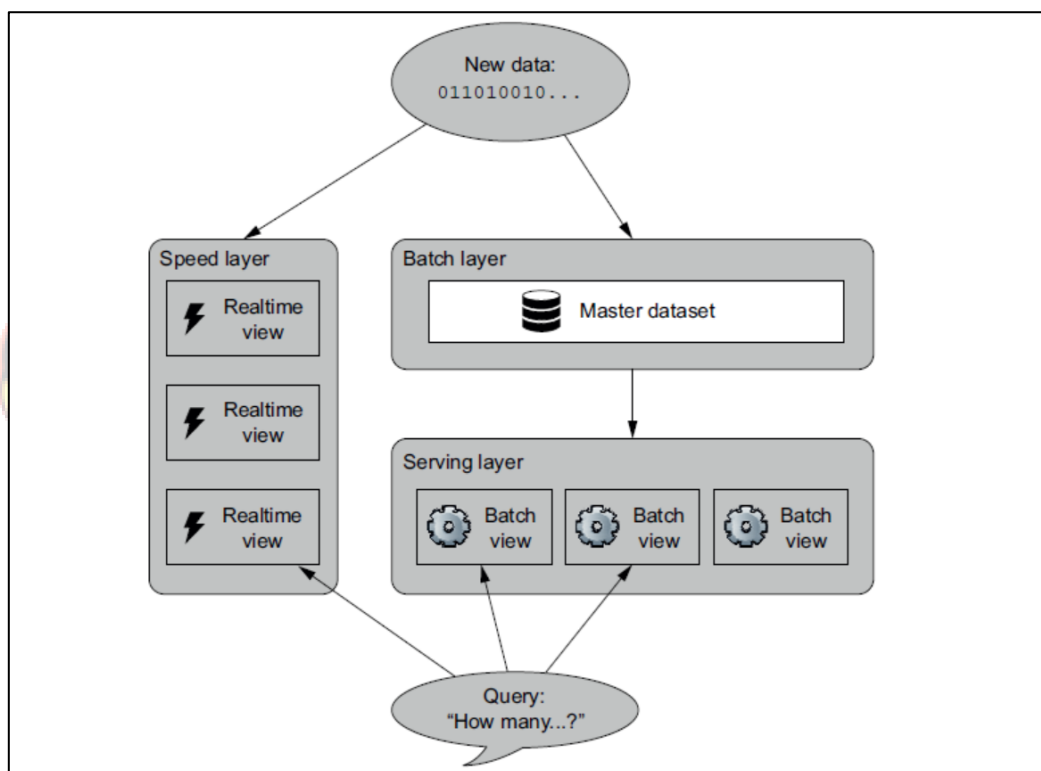 New data:
011010010...
Speed layer
Realtime
view
Realtime
view
Realtime
view
Batch layer
Master dataset
Serving layer
Batch
view
Batch
view
Batch
view
Query:
“How many...?”